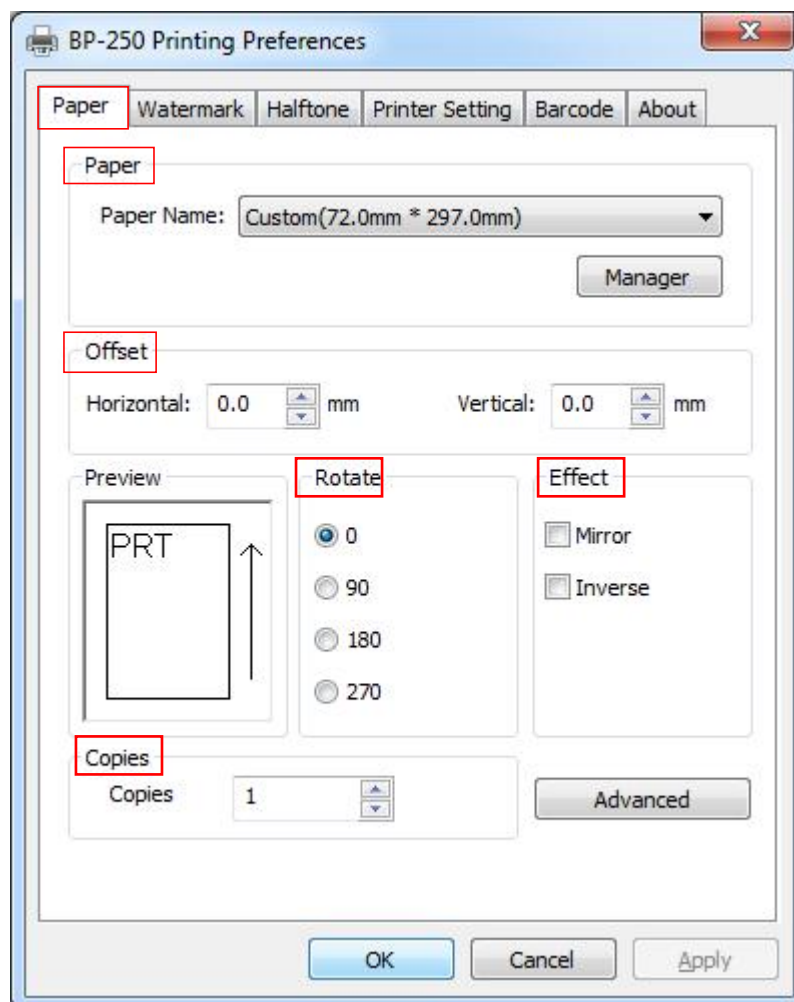 BP-250 Printing Preferences
Paper Watermark Halftone Printer Setting Barcode About
Paper
Paper Name: Custom(72.0mm * 297.0mm)
Manager
Offset
Horizontal: 0.0 mm Vertical: 0.0 mm
Preview Rotate Effect
PRT 0 Mirror
90 Inverse
180
270
Copies
Copies 1 Advanced
OK Cancel Apply